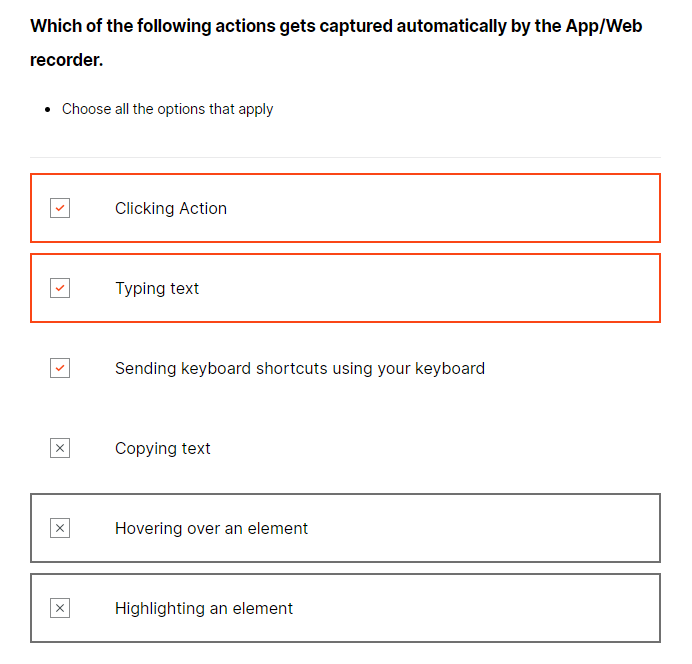 Which of the following actions gets captured automatically by the App/Web
recorder.
Choose all the options that apply
Clicking Action
Typing text
Sending keyboard shortcuts using your keyboard
Copying text
Hovering over an element
Highlighting an element